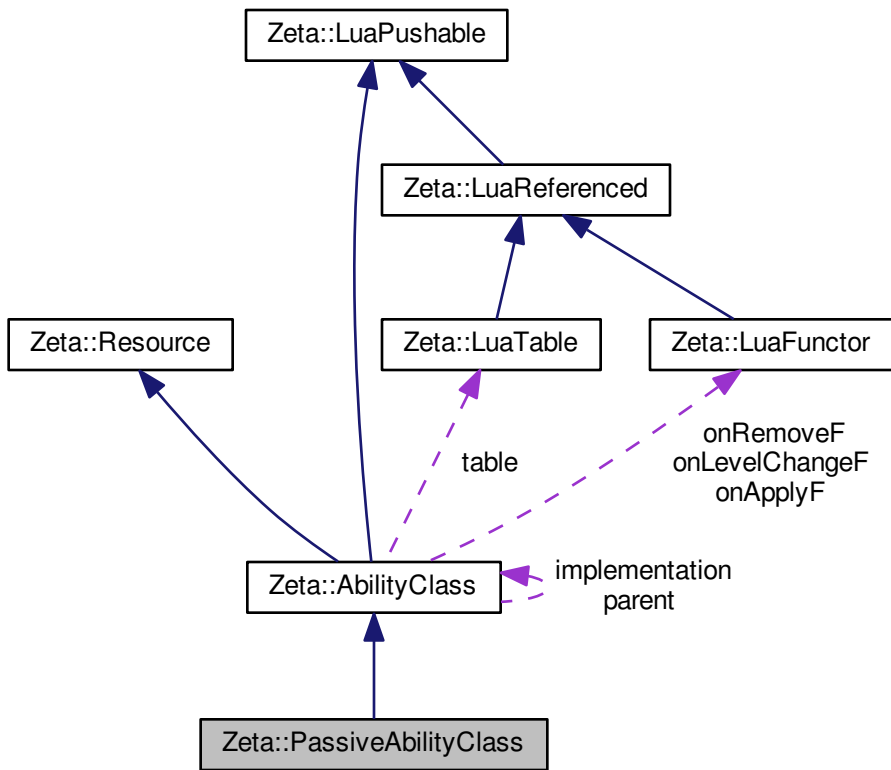 Zeta::LuaPushable
Zeta::LuaReferenced
Zeta::Resource
Zeta::LuaTable
Zeta::LuaFunctor
onRemoveF
onLevelChangeF
onApplyF
table
Zeta::AbilityClass
implementation
parent
Zeta::PassiveAbilityClass